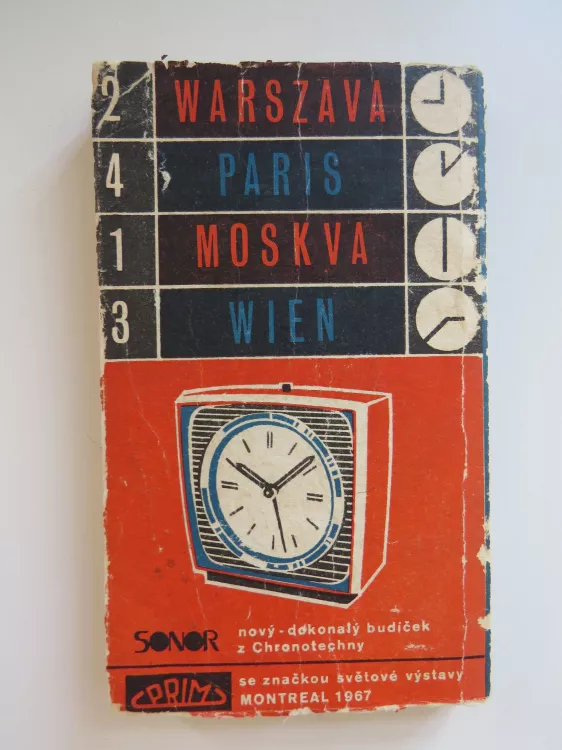 2 WARSZAVA
4 PARIS
1 MOSKVA
3 WIEN
SONOR nový-dokonalý budíček
z Chronotechny
PRIM se značkou světové výstavy
MONTREAL 1967